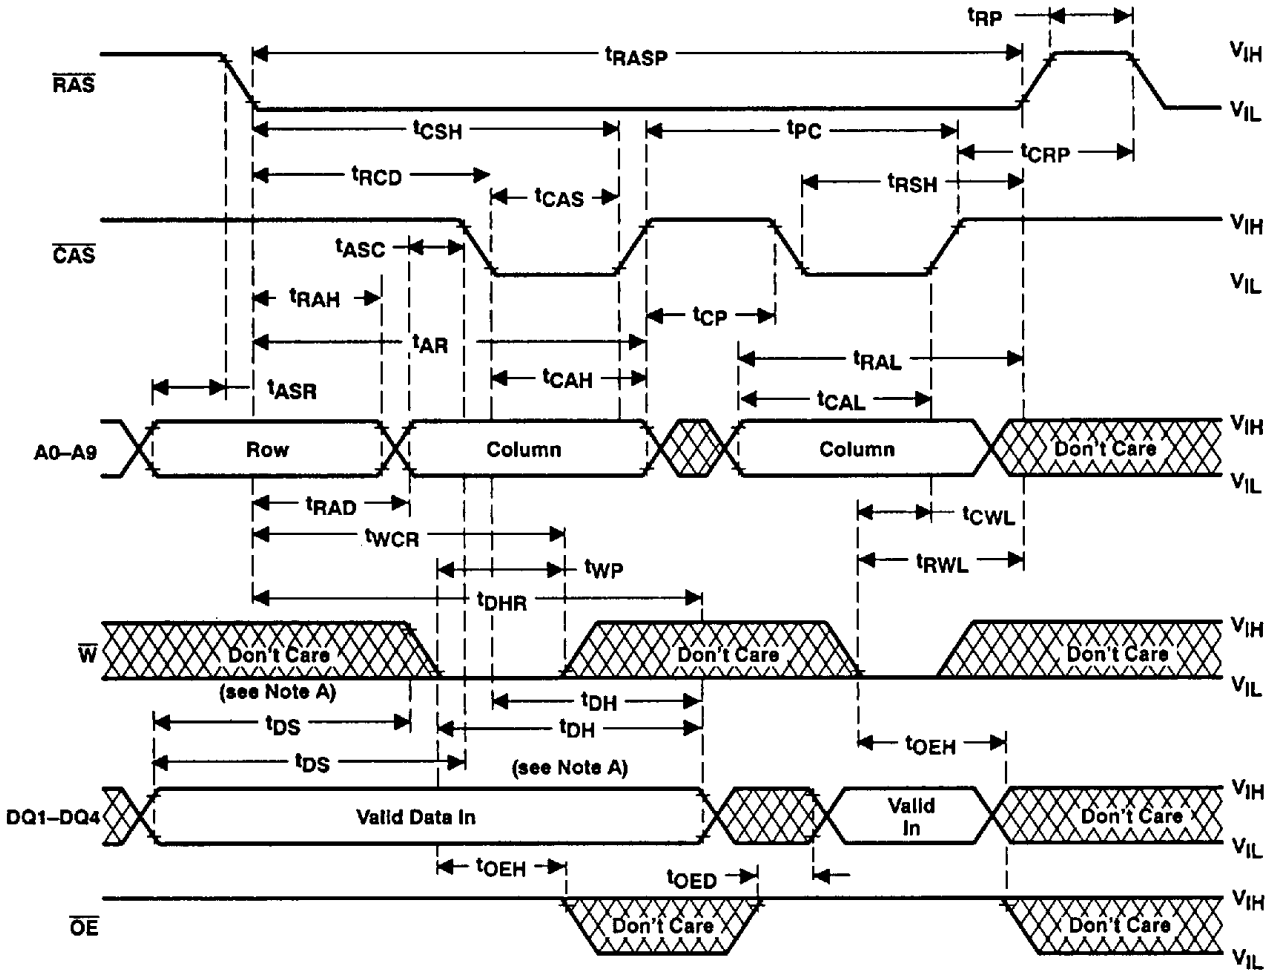 tRP
tRASP
VIH
RAS
VIL
tCSH
tPC
tCRP
tRCD
tRSH
tCAS
VIH
CAS
tASC
VIL
tRAH
tCP
tAR
tRAL
tCAH
tASR
tCAL
VIH
A0–A9
Row
Column
Column
Don't Care
VIL
tRAD
tCWL
tWCR
tRWL
tWP
tDHR
VIH
W
Don't Care
Don't Care
Don't Care
VIL
(see Note A)
tDH
tDS
tDH
tOEH
tDS
(see Note A)
VIH
DQ1–DQ4
Valid Data In
Valid
In
Don't Care
VIL
tOEH
tOED
VIH
OE
Don't Care
Don't Care
VIL